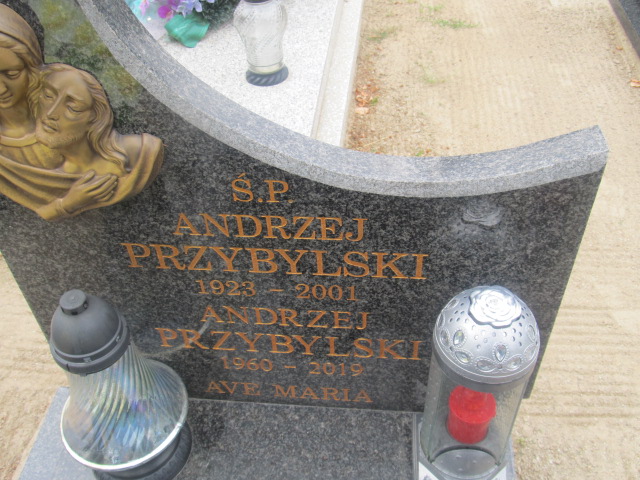 Ś.P.
ANDRZEJ
PRZYBYLSKI
1923 - 2001
ANDRZEJ
PRZYBYLSKI
1960 - 2019
AVE MARIA